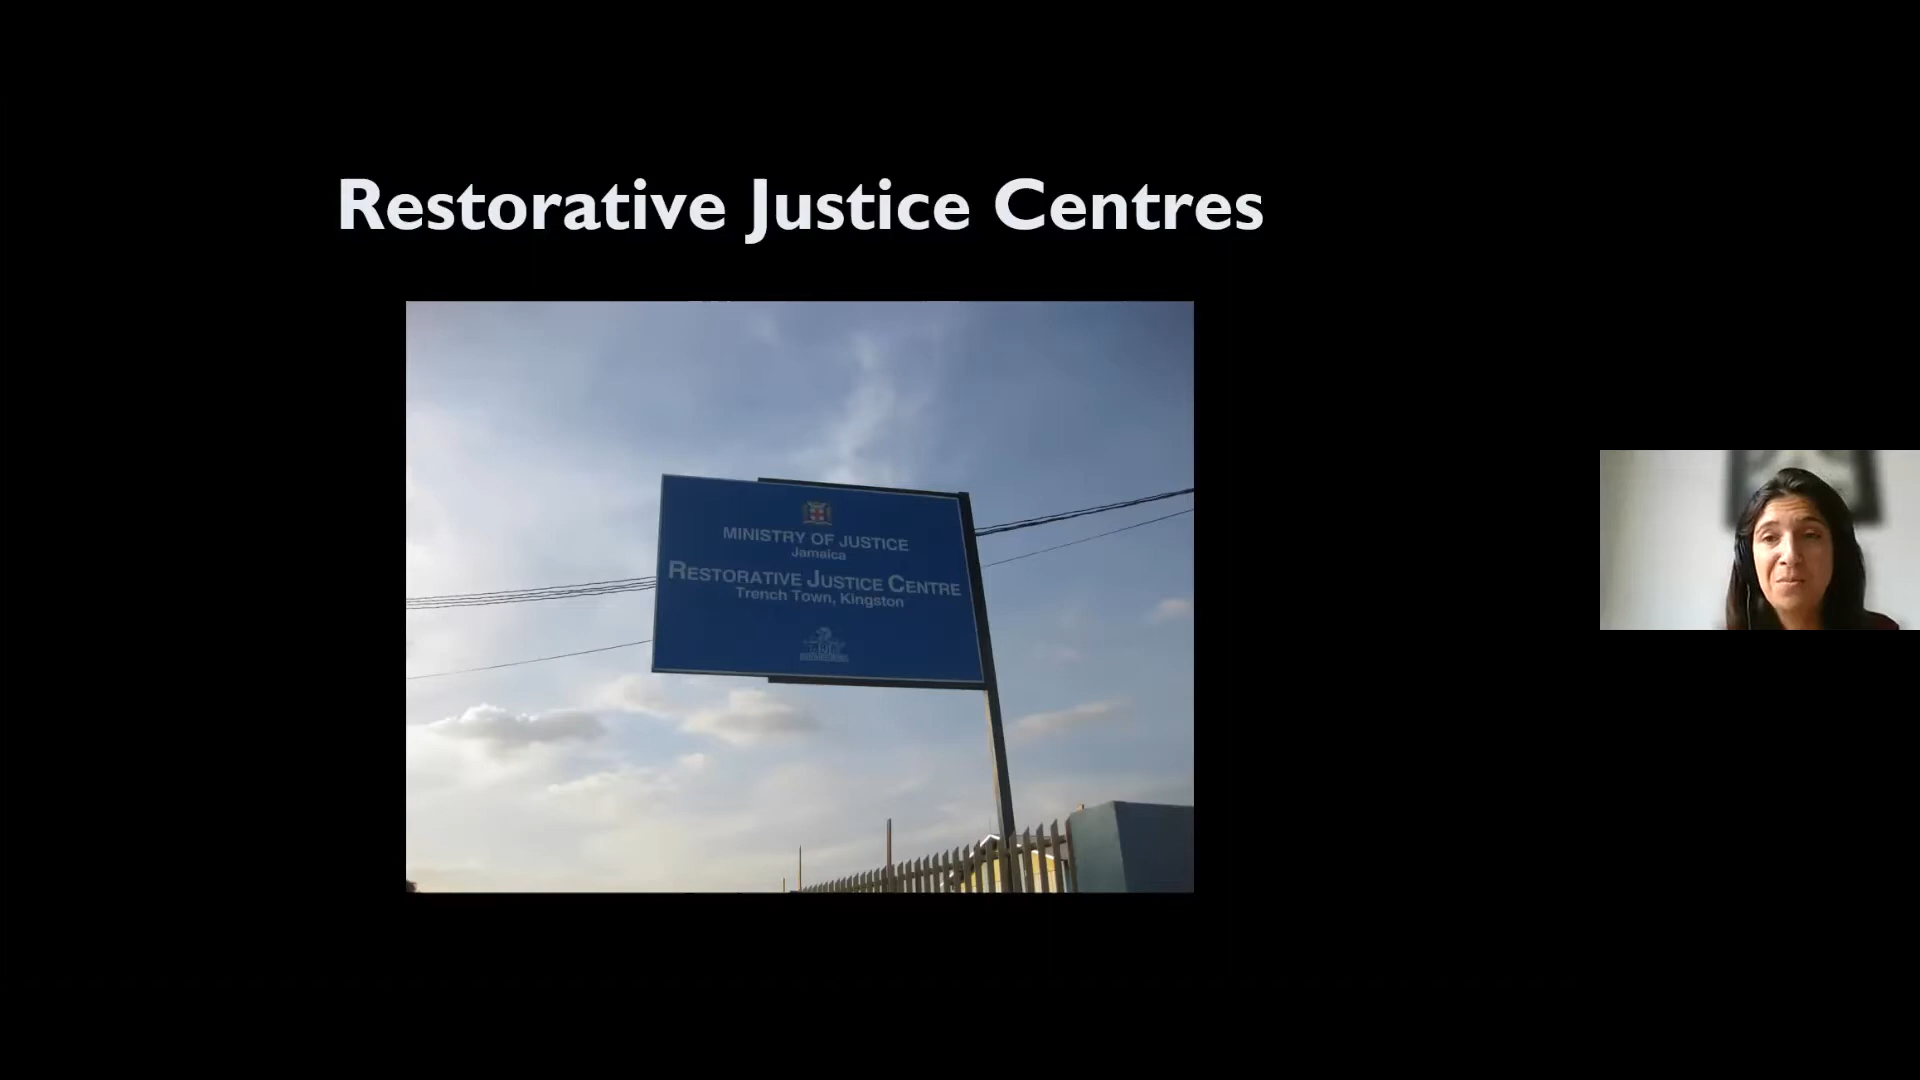 Restorative Justice Centres
MINISTRY OF JUSTICE
Jamaica
RESTORATIVE JUSTICE CENTRE
Trench Town, Kingston